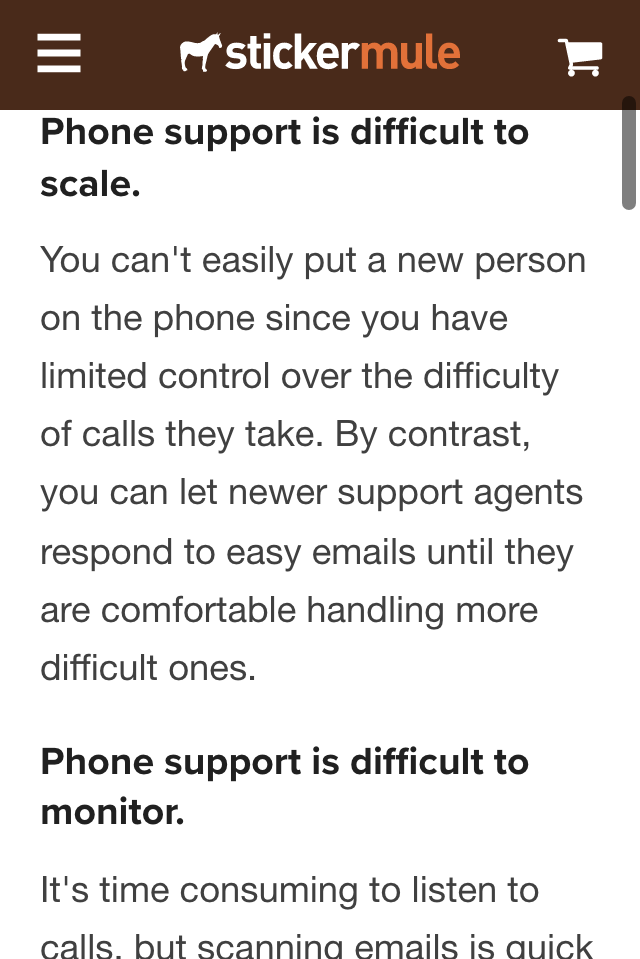 stickermule
Phone support is difficult to
scale.
You can't easily put a new person
on the phone since you have
limited control over the difficulty
of calls they take. By contrast,
you can let newer support agents
respond to easy emails until they
are comfortable handling more
difficult ones.
Phone support is difficult to
monitor.
It's time consuming to listen to
calls, but scanning emails is quick